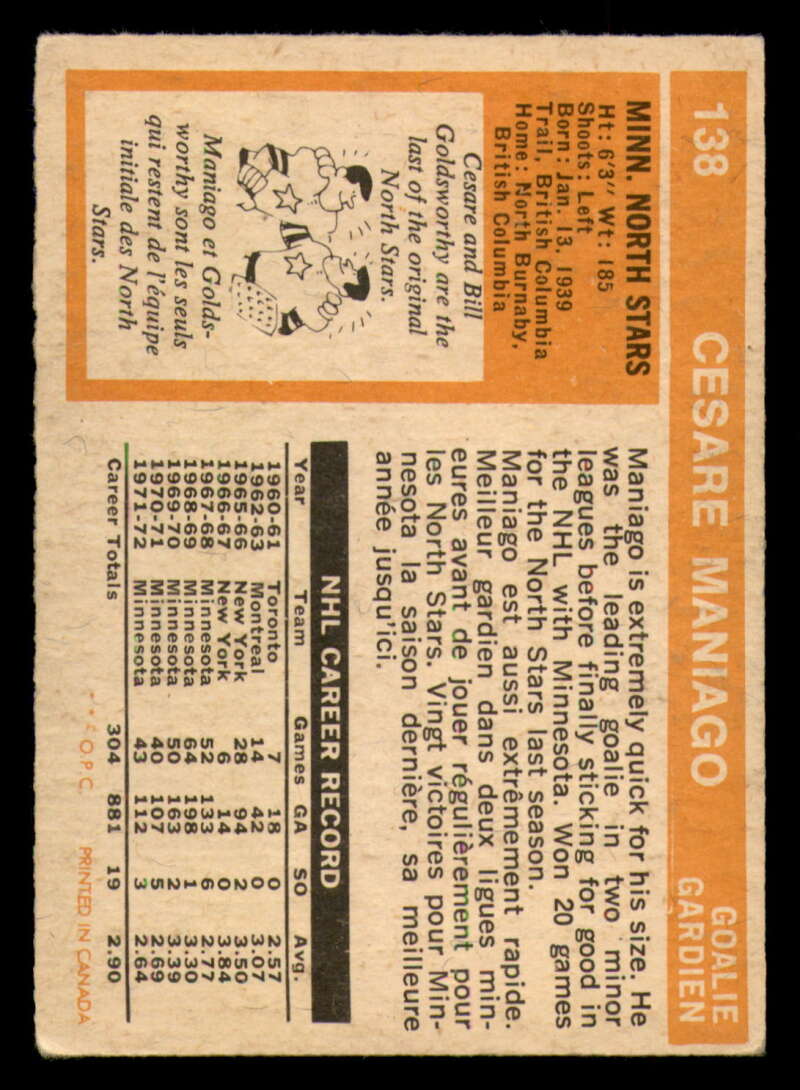 138 CESARE MANIAGO GOALIE
GARDIEN
MINN. NORTH STARS
Ht: 6'3" Wt: 185
Shoots: Left
Born: Jan. 13, 1939
Trail, British Columbia
Home: North Burnaby,
British Columbia
Cesare and Bill
Goldsworthy are the
last of the original
North Stars.
Maniago et Golds-
worthy sont les seuls
qui restent de l'équipe
initiale des North
Stars.
Maniago is extremely quick for his size. He
was the leading goalie in two minor
leagues before finally sticking for good in
the NHL with Minnesota. Won 20 games
for the North Stars last season.
Maniago est aussi extrêmement rapide.
Meilleur gardien dans deux ligues min-
eures avant de jouer régulièrement pour
les North Stars. Vingt victoires pour Min-
nesota la saison dernière, sa meilleure
année jusqu'ici.
NHL CAREER RECORD
Year Team Games GA SO Avg.
1960-61 Toronto 7 18 0 2.57
1962-63 Montreal 14 42 0 3.07
1965-66 New York 28 94 2 3.50
1966-67 New York 6 14 0 3.84
1967-68 Minnesota 52 133 6 2.77
1968-69 Minnesota 64 198 1 3.30
1969-70 Minnesota 50 163 2 3.39
1970-71 Minnesota 40 107 5 2.69
1971-72 Minnesota 43 112 3 2.64
Career Totals 304 881 19 2.90
* * © O.P.C. PRINTED IN CANADA